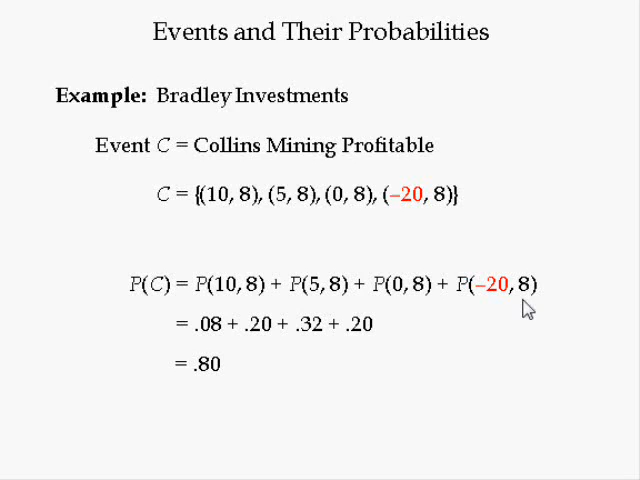 Events and Their Probabilities
Example: Bradley Investments
Event C = Collins Mining Profitable
C = {(10, 8), (5, 8), (0, 8), (–20, 8)}
P(C) = P(10, 8) + P(5, 8) + P(0, 8) + P(–20, 8)
= .08 + .20 + .32 + .20
= .80